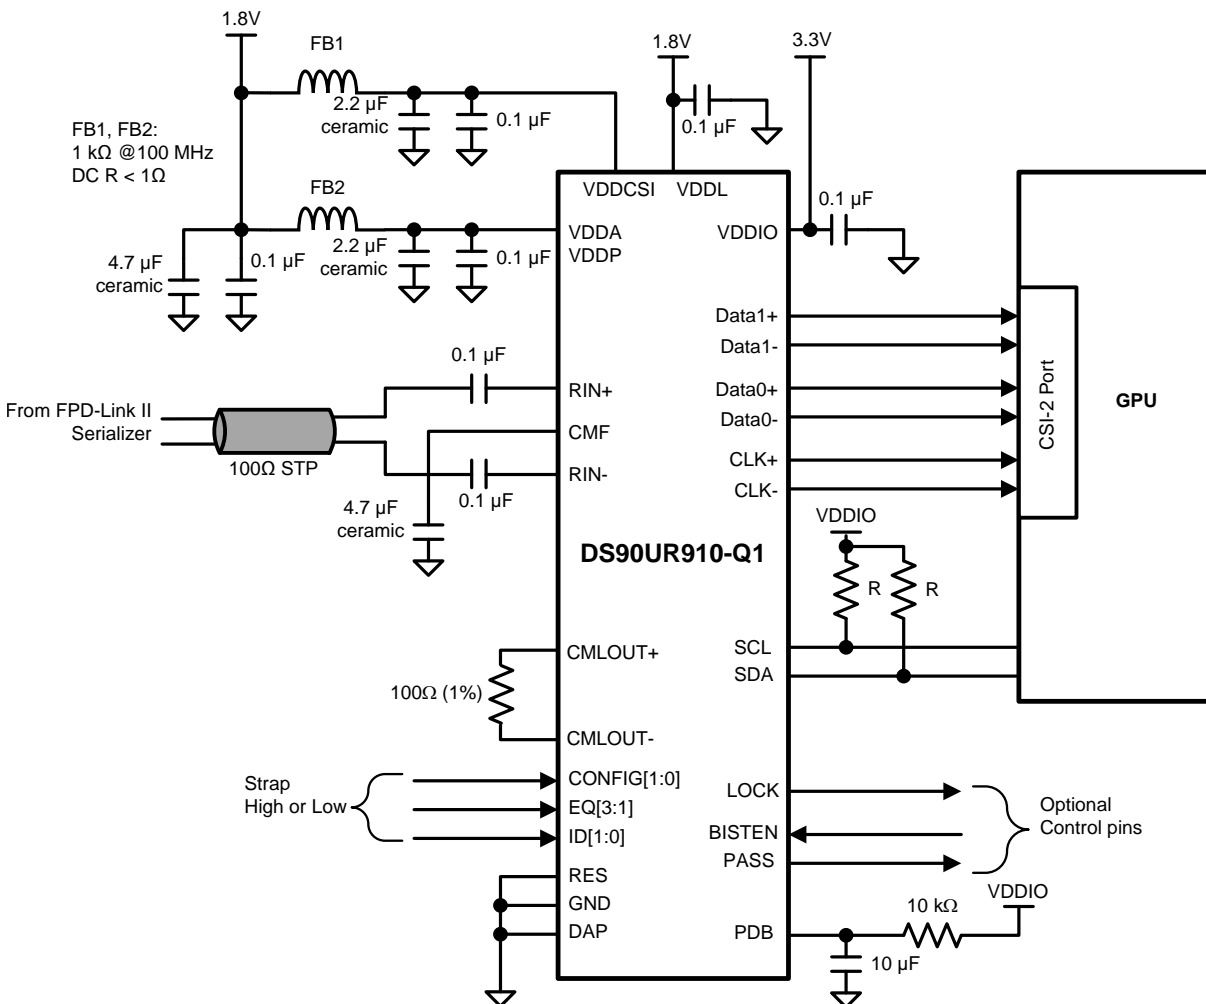 1.8V
FB1
2.2 µF
ceramic
0.1 µF
FB1, FB2:
1 kΩ @100 MHz
DC R < 1Ω
1.8V
0.1 µF
3.3V
VDDCSI
VDDL
FB2
2.2 µF
ceramic
0.1 µF
4.7 µF
ceramic
0.1 µF
VDDA
VDDP
VDDIO
0.1 µF
From FPD-Link II
Serializer
100Ω STP
0.1 µF
0.1 µF
4.7 µF
ceramic
RIN+
CMF
RIN-
Data1+
Data1-
Data0+
Data0-
CLK+
CLK-
CSI-2 Port
GPU
DS90UR910-Q1
VDDIO
R
R
SCL
SDA
CMLOUT+
100Ω (1%)
CMLOUT-
Strap
High or Low
CONFIG[1:0]
EQ[3:1]
ID[1:0]
LOCK
BISTEN
PASS
Optional
Control pins
RES
GND
DAP
PDB
10 kΩ
VDDIO
10 µF